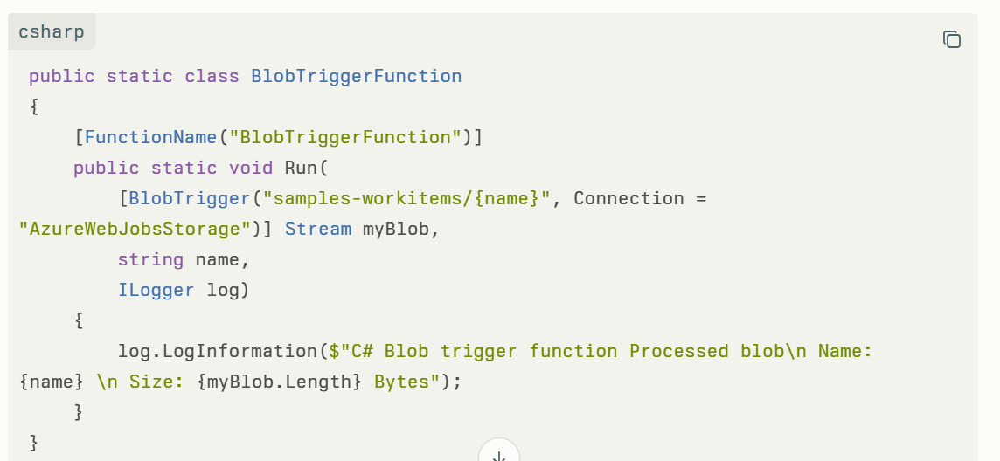 csharp
public static class BlobTriggerFunction
{
[FunctionName("BlobTriggerFunction")]
public static void Run(
[BlobTrigger("samples-workitems/{name}", Connection =
"AzureWebJobsStorage")] Stream myBlob,
string name,
ILogger log)
{
log.LogInformation($"C# Blob trigger function Processed blob\n Name:
{name} \n Size: {myBlob.Length} Bytes");
}
}